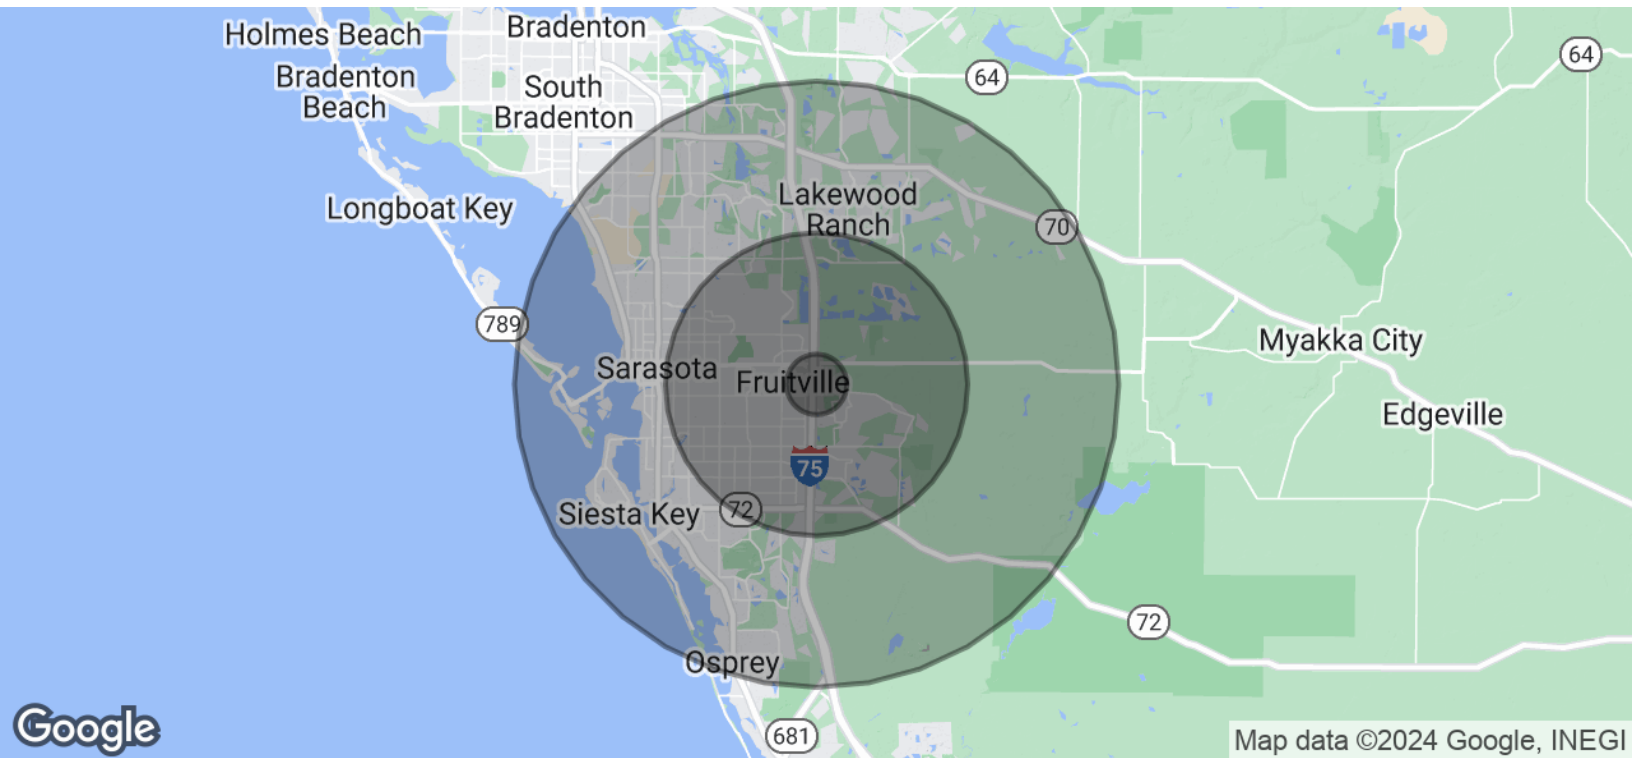 Holmes Beach
Bradenton
Bradenton
Beach
South
Bradenton
64
64
Longboat Key
Lakewood
Ranch
70
789
Sarasota
Fruitville
Myakka City
Edgeville
75
Siesta Key
72
72
Osprey
681
Google
Map data ©2024 Google, INEGI